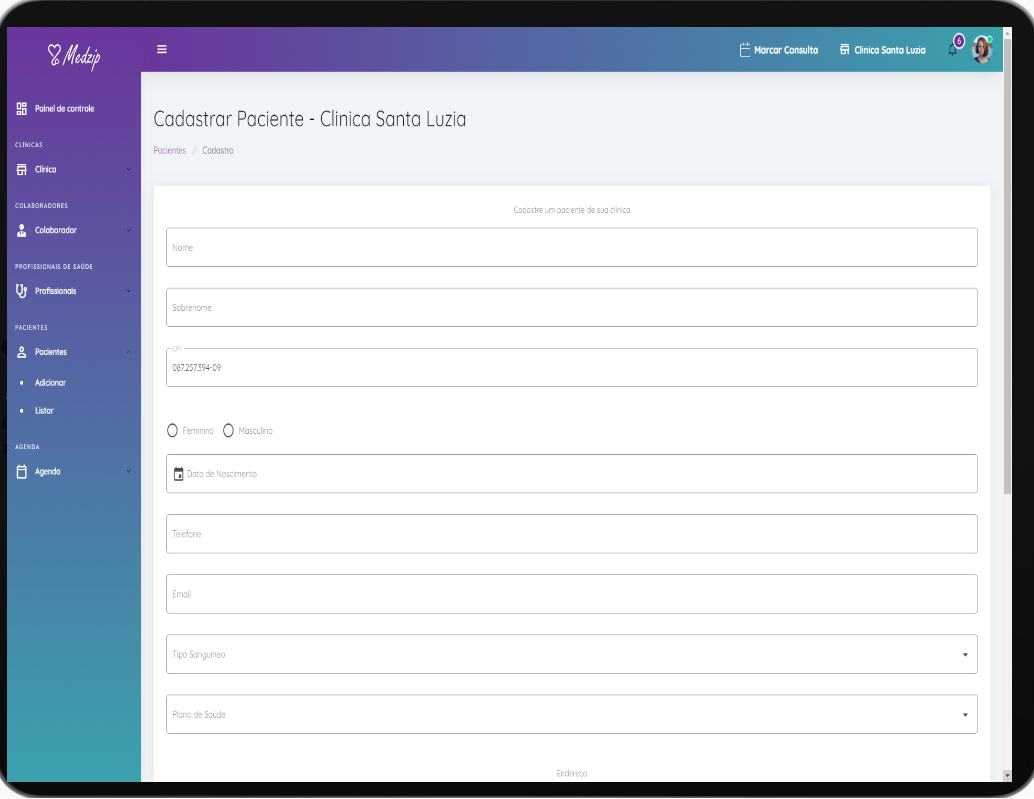 Medzip
Marcar Consulta
Clinica Santa Luzia
6
Painel de controle
CLÍNICAS
Clínica
COLABORADORES
Colaborador
PROFISSIONAIS DE SAÚDE
Profissionais
PACIENTES
Pacientes
Adicionar
Listar
AGENDA
Agenda
Cadastrar Paciente - Clinica Santa Luzia
Pacientes / Cadastro
Cadastre um paciente de sua clínica
Nome
Sobrenome
CPF
087.257.394-09
Feminino
Masculino
Data de Nascimento
Telefone
Email
Tipo Sanguíneo
Plano de Saúde
Endereço